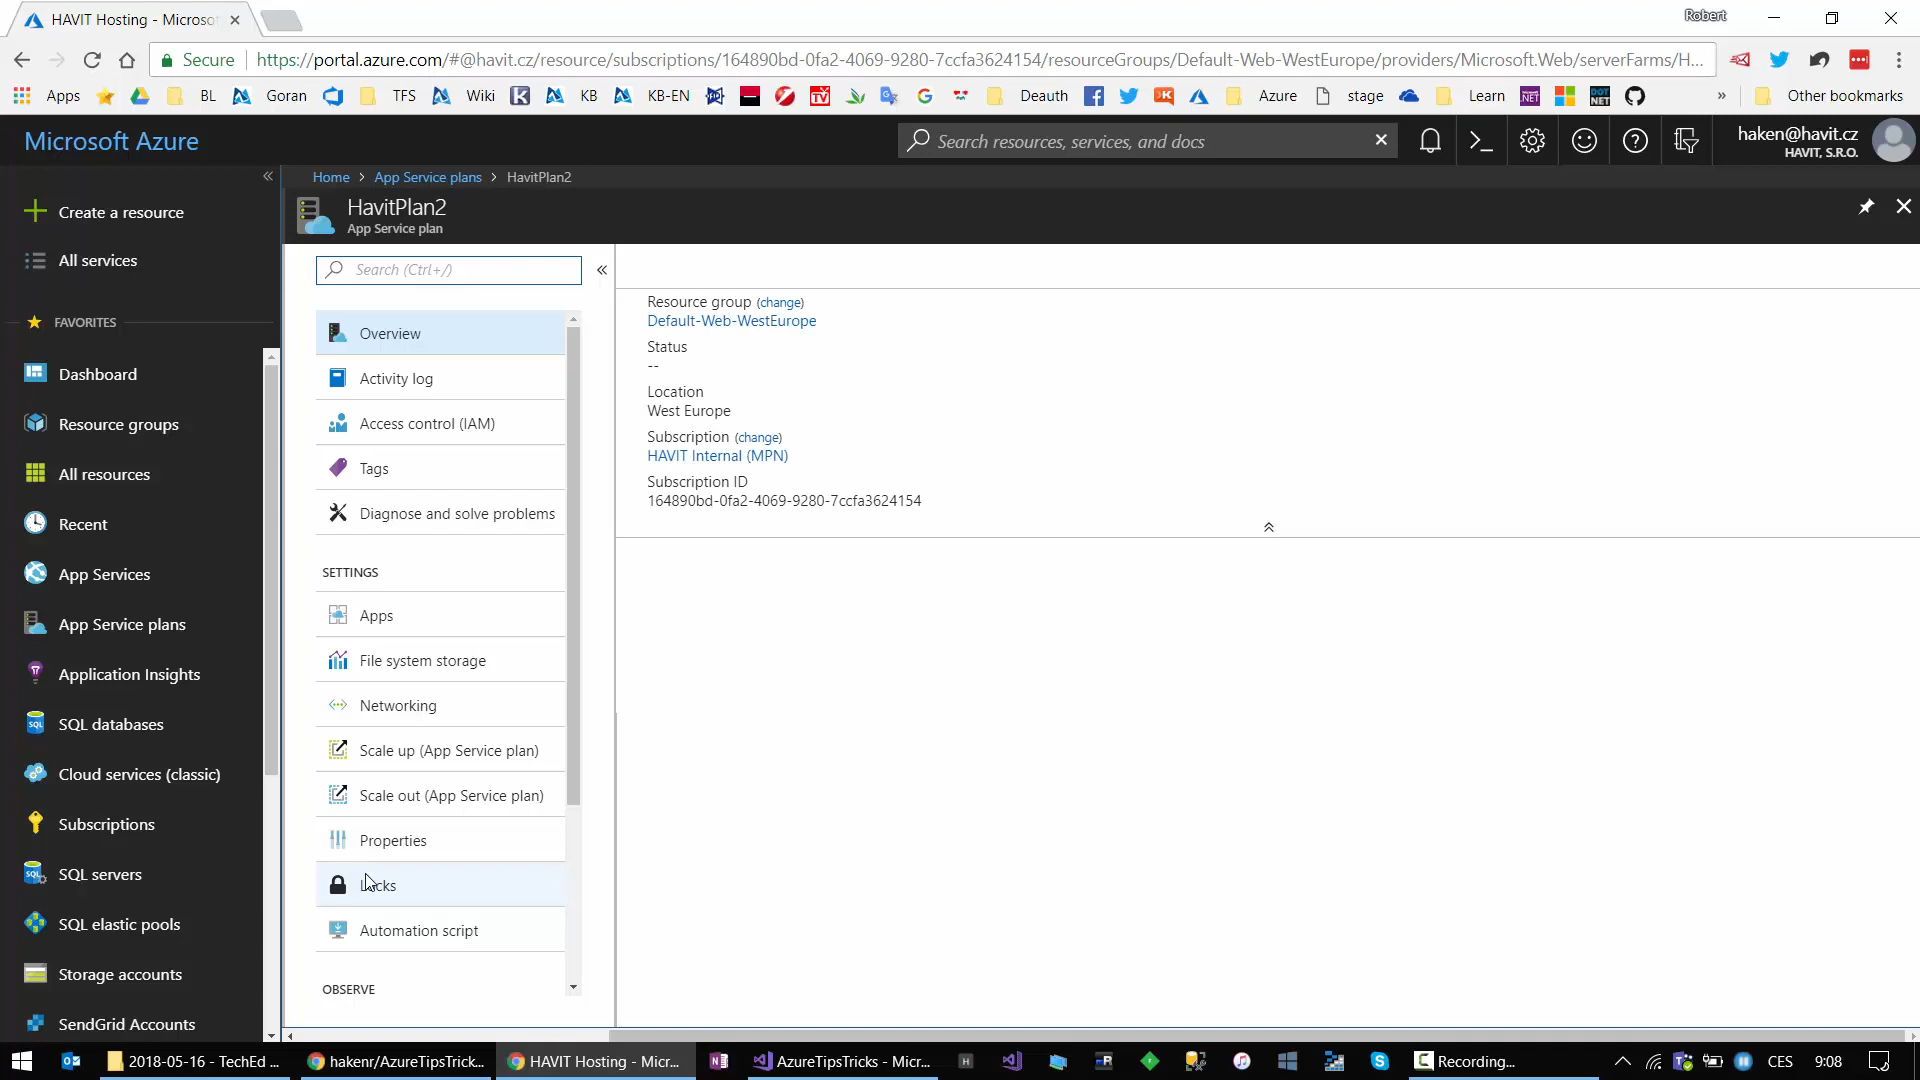 HAVIT Hosting - Microso
Robert
Secure
https://portal.azure.com/#@havit.cz/resource/subscriptions/164890bd-0fa2-4069-9280-7ccfa3624154/resourceGroups/Default-Web-WestEurope/providers/Microsoft.Web/serverFarms/H...
Apps BL Goran TFS Wiki KB KB-EN Deauth Azure stage Learn » Other bookmarks
Microsoft Azure
Search resources, services, and docs
haken@havit.cz
HAVIT, S.R.O.
Home > App Service plans > HavitPlan2
HavitPlan2
App Service plan
Create a resource
All services
FAVORITES
Dashboard
Resource groups
All resources
Recent
App Services
App Service plans
Application Insights
SQL databases
Cloud services (classic)
Subscriptions
SQL servers
SQL elastic pools
Storage accounts
SendGrid Accounts
Search (Ctrl+/)
Overview
Activity log
Access control (IAM)
Tags
Diagnose and solve problems
SETTINGS
Apps
File system storage
Networking
Scale up (App Service plan)
Scale out (App Service plan)
Properties
Locks
Automation script
OBSERVE
Resource group (change)
Default-Web-WestEurope
Status
--
Location
West Europe
Subscription (change)
HAVIT Internal (MPN)
Subscription ID
164890bd-0fa2-4069-9280-7ccfa3624154
2018-05-16 - TechEd ...
hakenr/AzureTipsTrick...
HAVIT Hosting - Micr...
AzureTipsTricks - Micr...
Recording...
CES
9:08